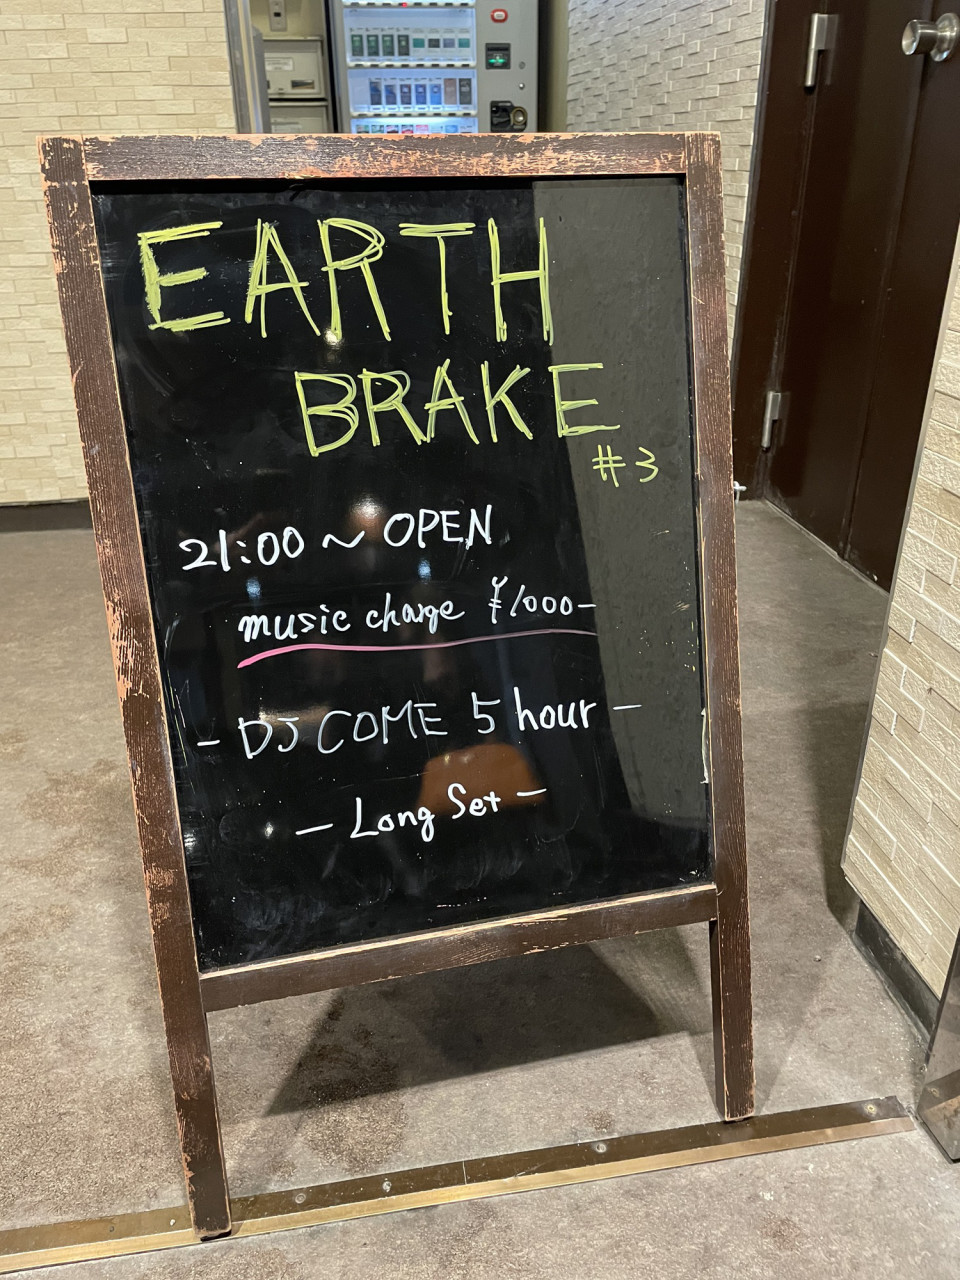 EARTH
BRAKE
#3
21:00 ~ OPEN
music charge ¥1000-
- DJ COME 5 hour -
- Long Set -